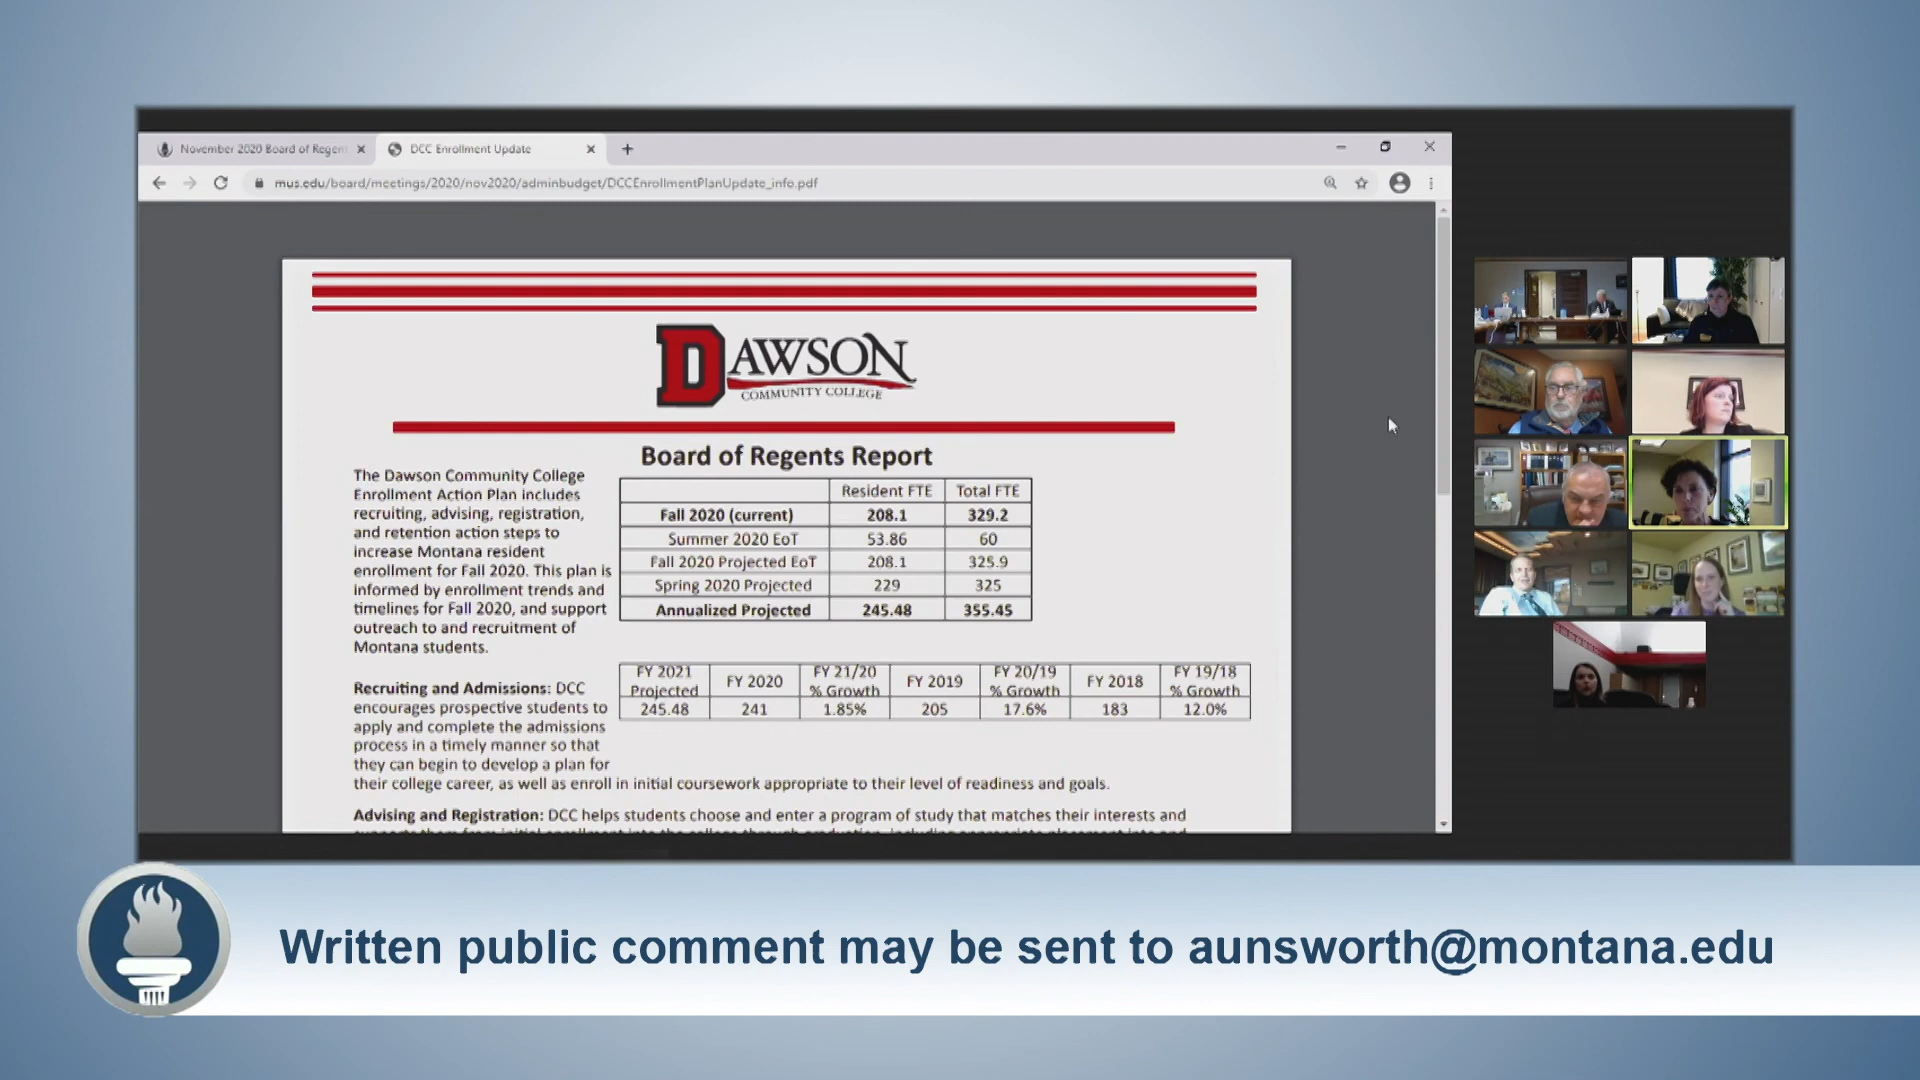 November 2020 Board of Regen
DCC Enrollment Update
mus.edu/board/meetings/2020/nov2020/adminbudget/DCCEnrollmentPlanUpdate_info.pdf
DAWSON
COMMUNITY COLLEGE
Board of Regents Report
The Dawson Community College
Enrollment Action Plan includes
recruiting, advising, registration,
and retention action steps to
increase Montana resident
enrollment for Fall 2020. This plan is
informed by enrollment trends and
timelines for Fall 2020, and support
outreach to and recruitment of
Montana students.
Resident FTE Total FTE
Fall 2020 (current) 208.1 329.2
Summer 2020 EoT 53.86 60
Fall 2020 Projected EoT 208.1 325.9
Spring 2020 Projected 229 325
Annualized Projected 245.48 355.45
FY 2021 Projected FY 2020 FY 21/20 % Growth FY 2019 FY 20/19 % Growth FY 2018 FY 19/18 % Growth
245.48 241 1.85% 205 17.6% 183 12.0%
Recruiting and Admissions: DCC
encourages prospective students to
apply and complete the admissions
process in a timely manner so that
they can begin to develop a plan for
their college career, as well as enroll in initial coursework appropriate to their level of readiness and goals.
Advising and Registration: DCC helps students choose and enter a program of study that matches their interests and
Written public comment may be sent to aunsworth@montana.edu